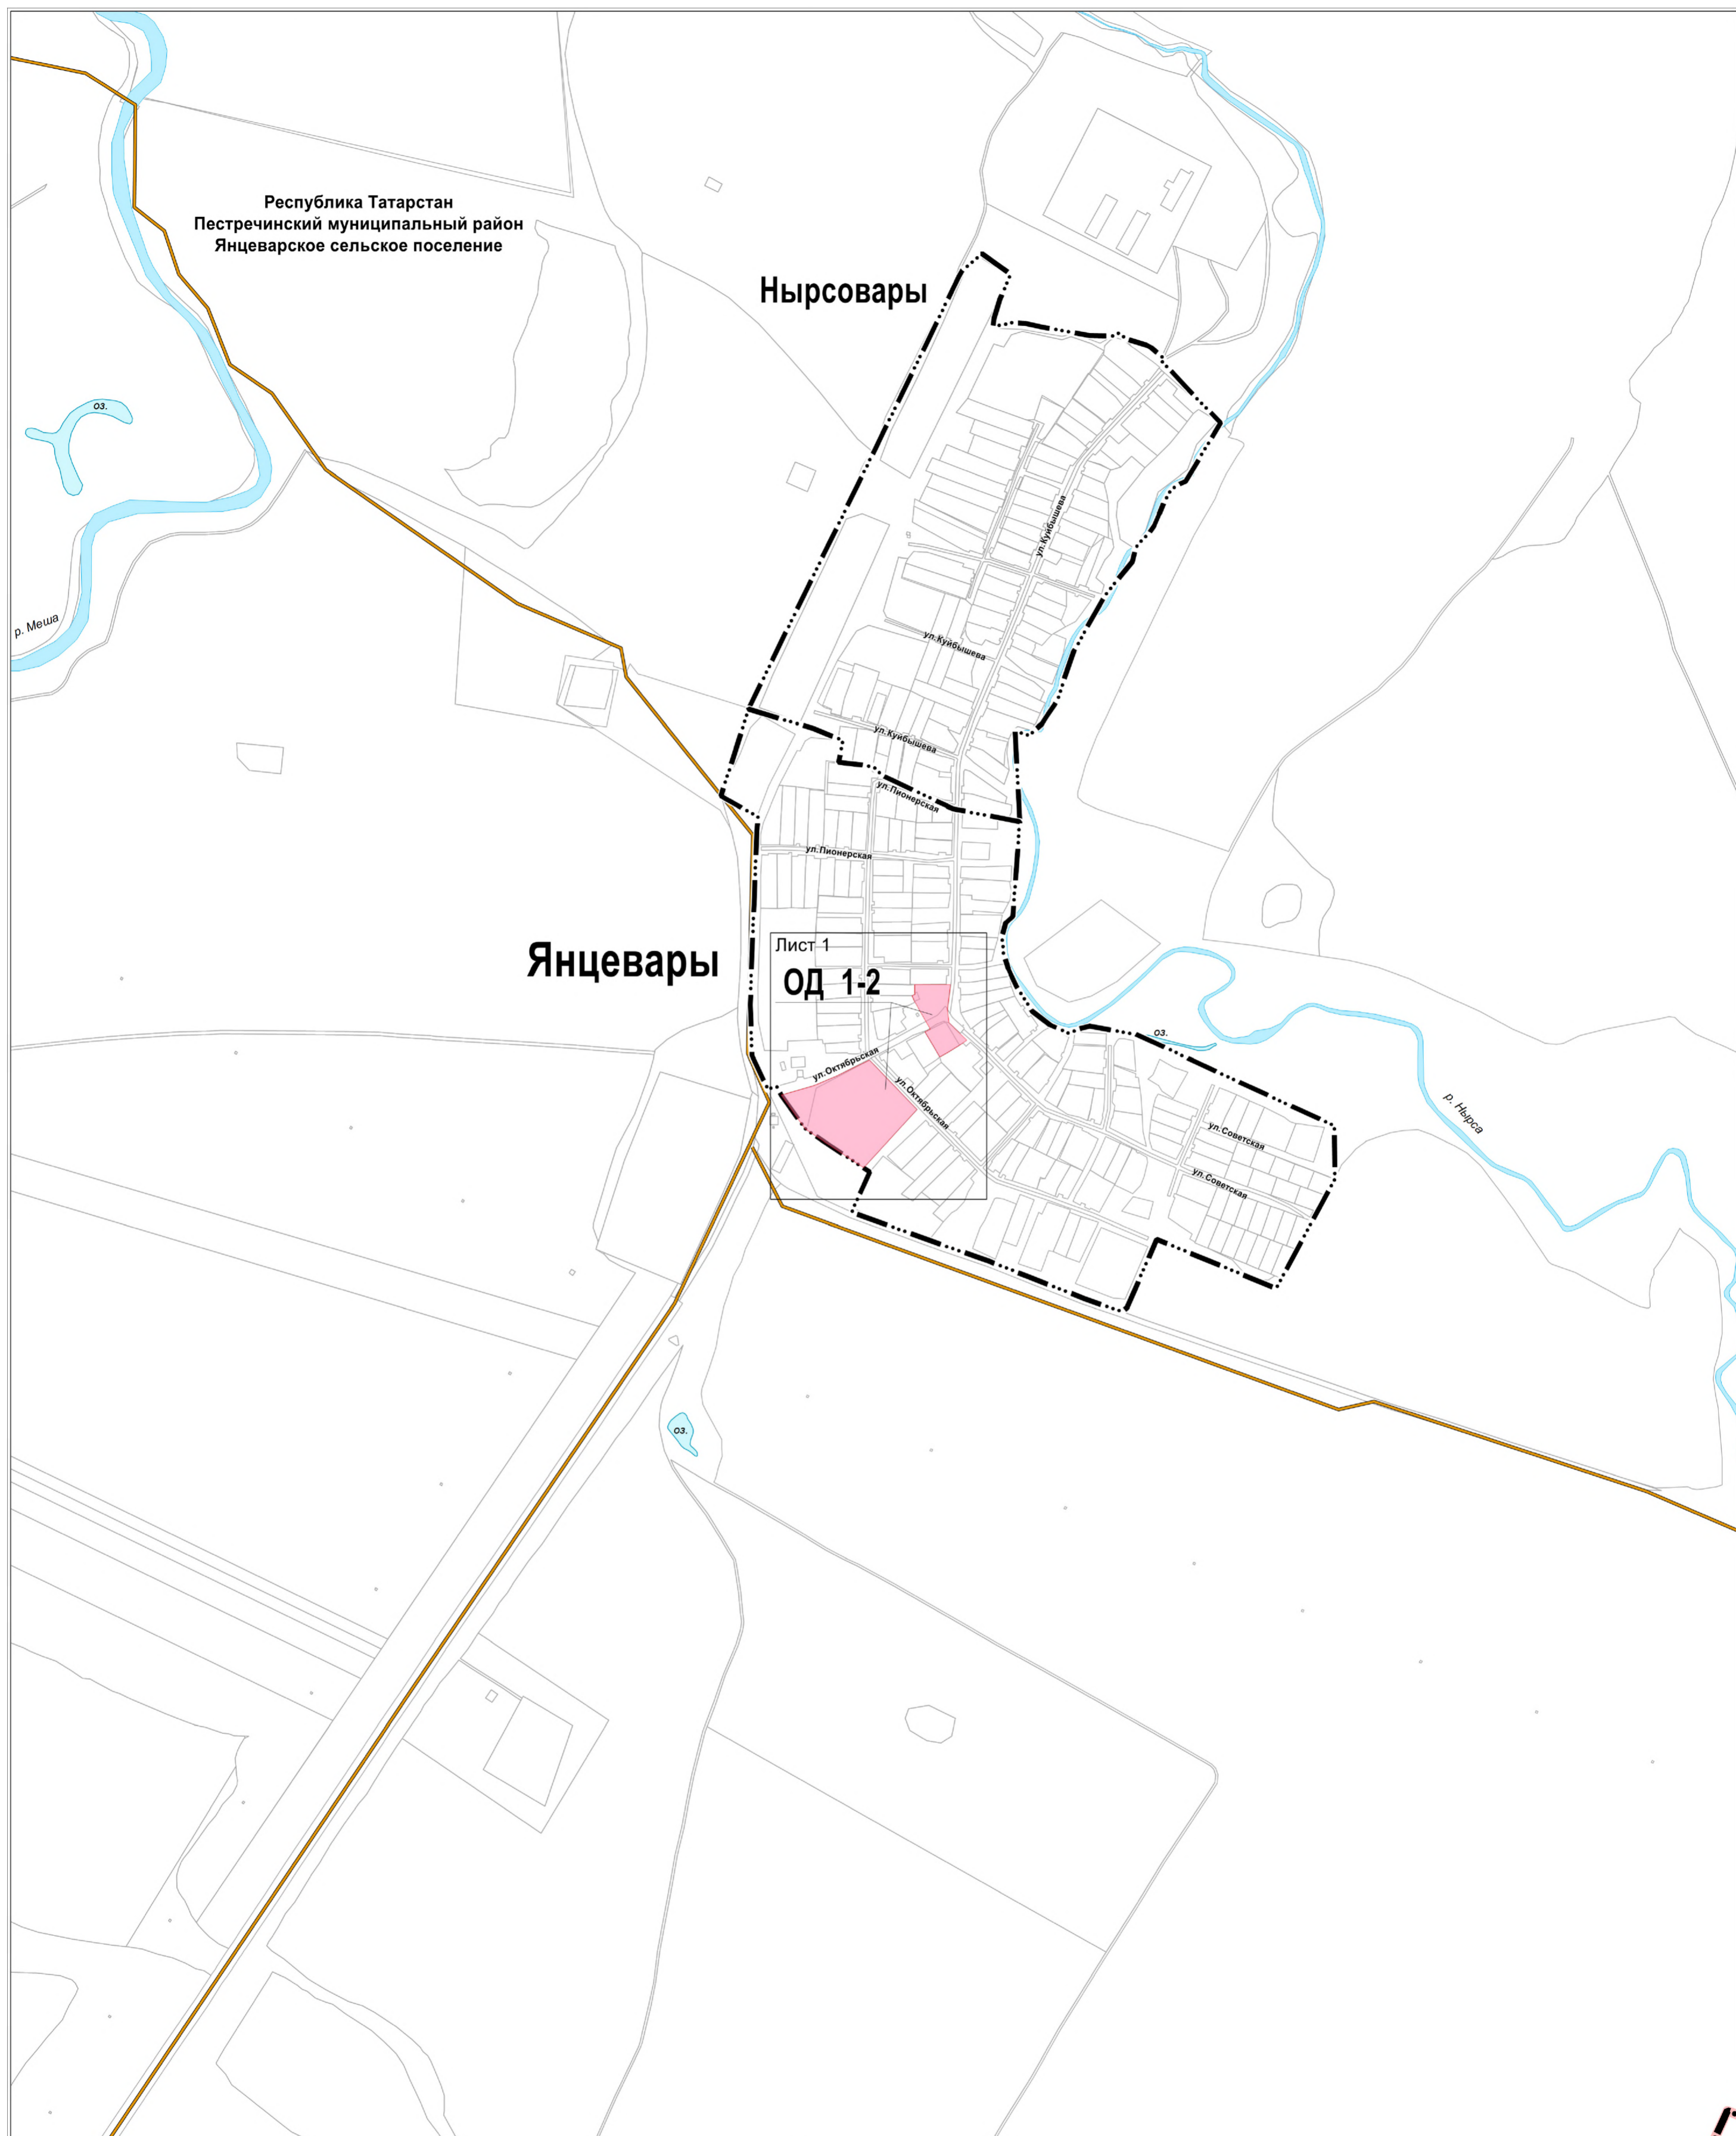 Республика Татарстан
Пестречинский муниципальный район
Янцеварское сельское поселение
Нырсовары
оз.
ул.Куйбышева
р. Меша
ул.Куйбышева
ул.Куйбышева
ул.Пионерская
ул.Пионерская
Янцевары
Лист 1
ОД 1-2
оз.
ул.Октябрьская
ул.Октябрьская
р. Нырса
ул.Советская
ул.Советская
оз.